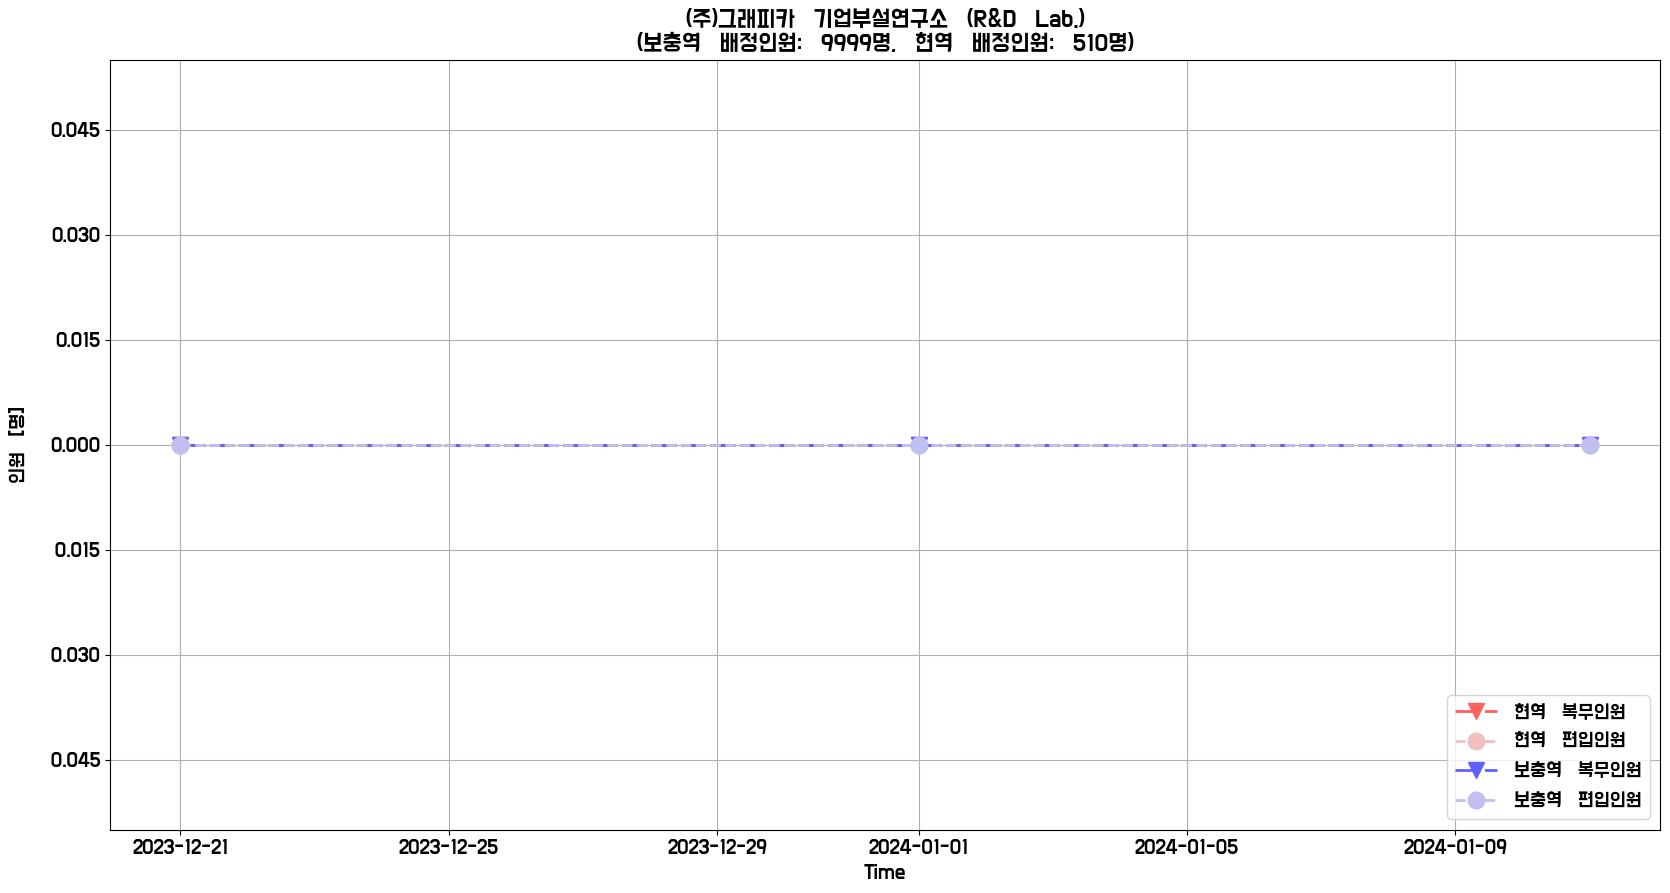 (주)그래피카 기업부설연구소 (R&D Lab.)
(보충역 배정인원: 9999명, 현역 배정인원: 510명)
인원 [명]
0.045
0.030
0.015
0.000
0.015
0.030
0.045
현역 복무인원
현역 편입인원
보충역 복무인원
보충역 편입인원
2023-12-21
2023-12-25
2023-12-29
2024-01-01
2024-01-05
2024-01-09
Time